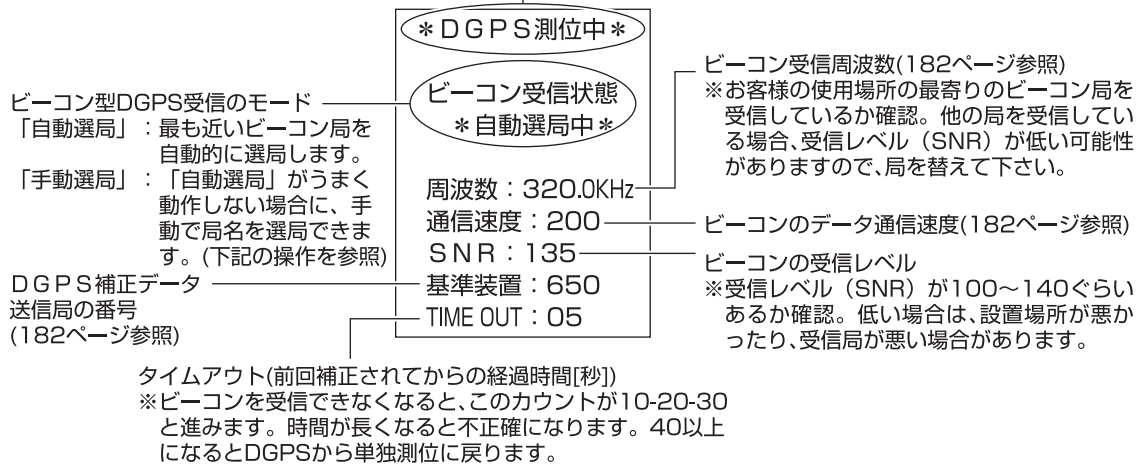 ＊ＤＧＰＳ測位中＊
ビーコン受信状態
＊自動選局中＊
周波数：320.0KHz
通信速度：200
ＳＮＲ：135
基準装置：650
TIME OUT：05
ビーコン型DGPS受信のモード
「自動選局」：最も近いビーコン局を
自動的に選局します。
「手動選局」：「自動選局」がうまく
動作しない場合に、手
動で局名を選局できま
す。(下記の操作を参照)
ＤＧＰＳ補正データ
送信局の番号
(182ページ参照)
ビーコン受信周波数(182ページ参照)
※お客様の使用場所の最寄りのビーコン局を
受信しているか確認。他の局を受信してい
る場合、受信レベル（SNR）が低い可能性
がありますので、局を替えて下さい。
ビーコンのデータ通信速度(182ページ参照)
ビーコンの受信レベル
※受信レベル（SNR）が100～140ぐらい
あるか確認。低い場合は、設置場所が悪か
ったり、受信局が悪い場合があります。
タイムアウト(前回補正されてからの経過時間[秒])
※ビーコンを受信できなくなると、このカウントが10-20-30
と進みます。時間が長くなると不正確になります。40以上
になるとDGPSから単独測位に戻ります。